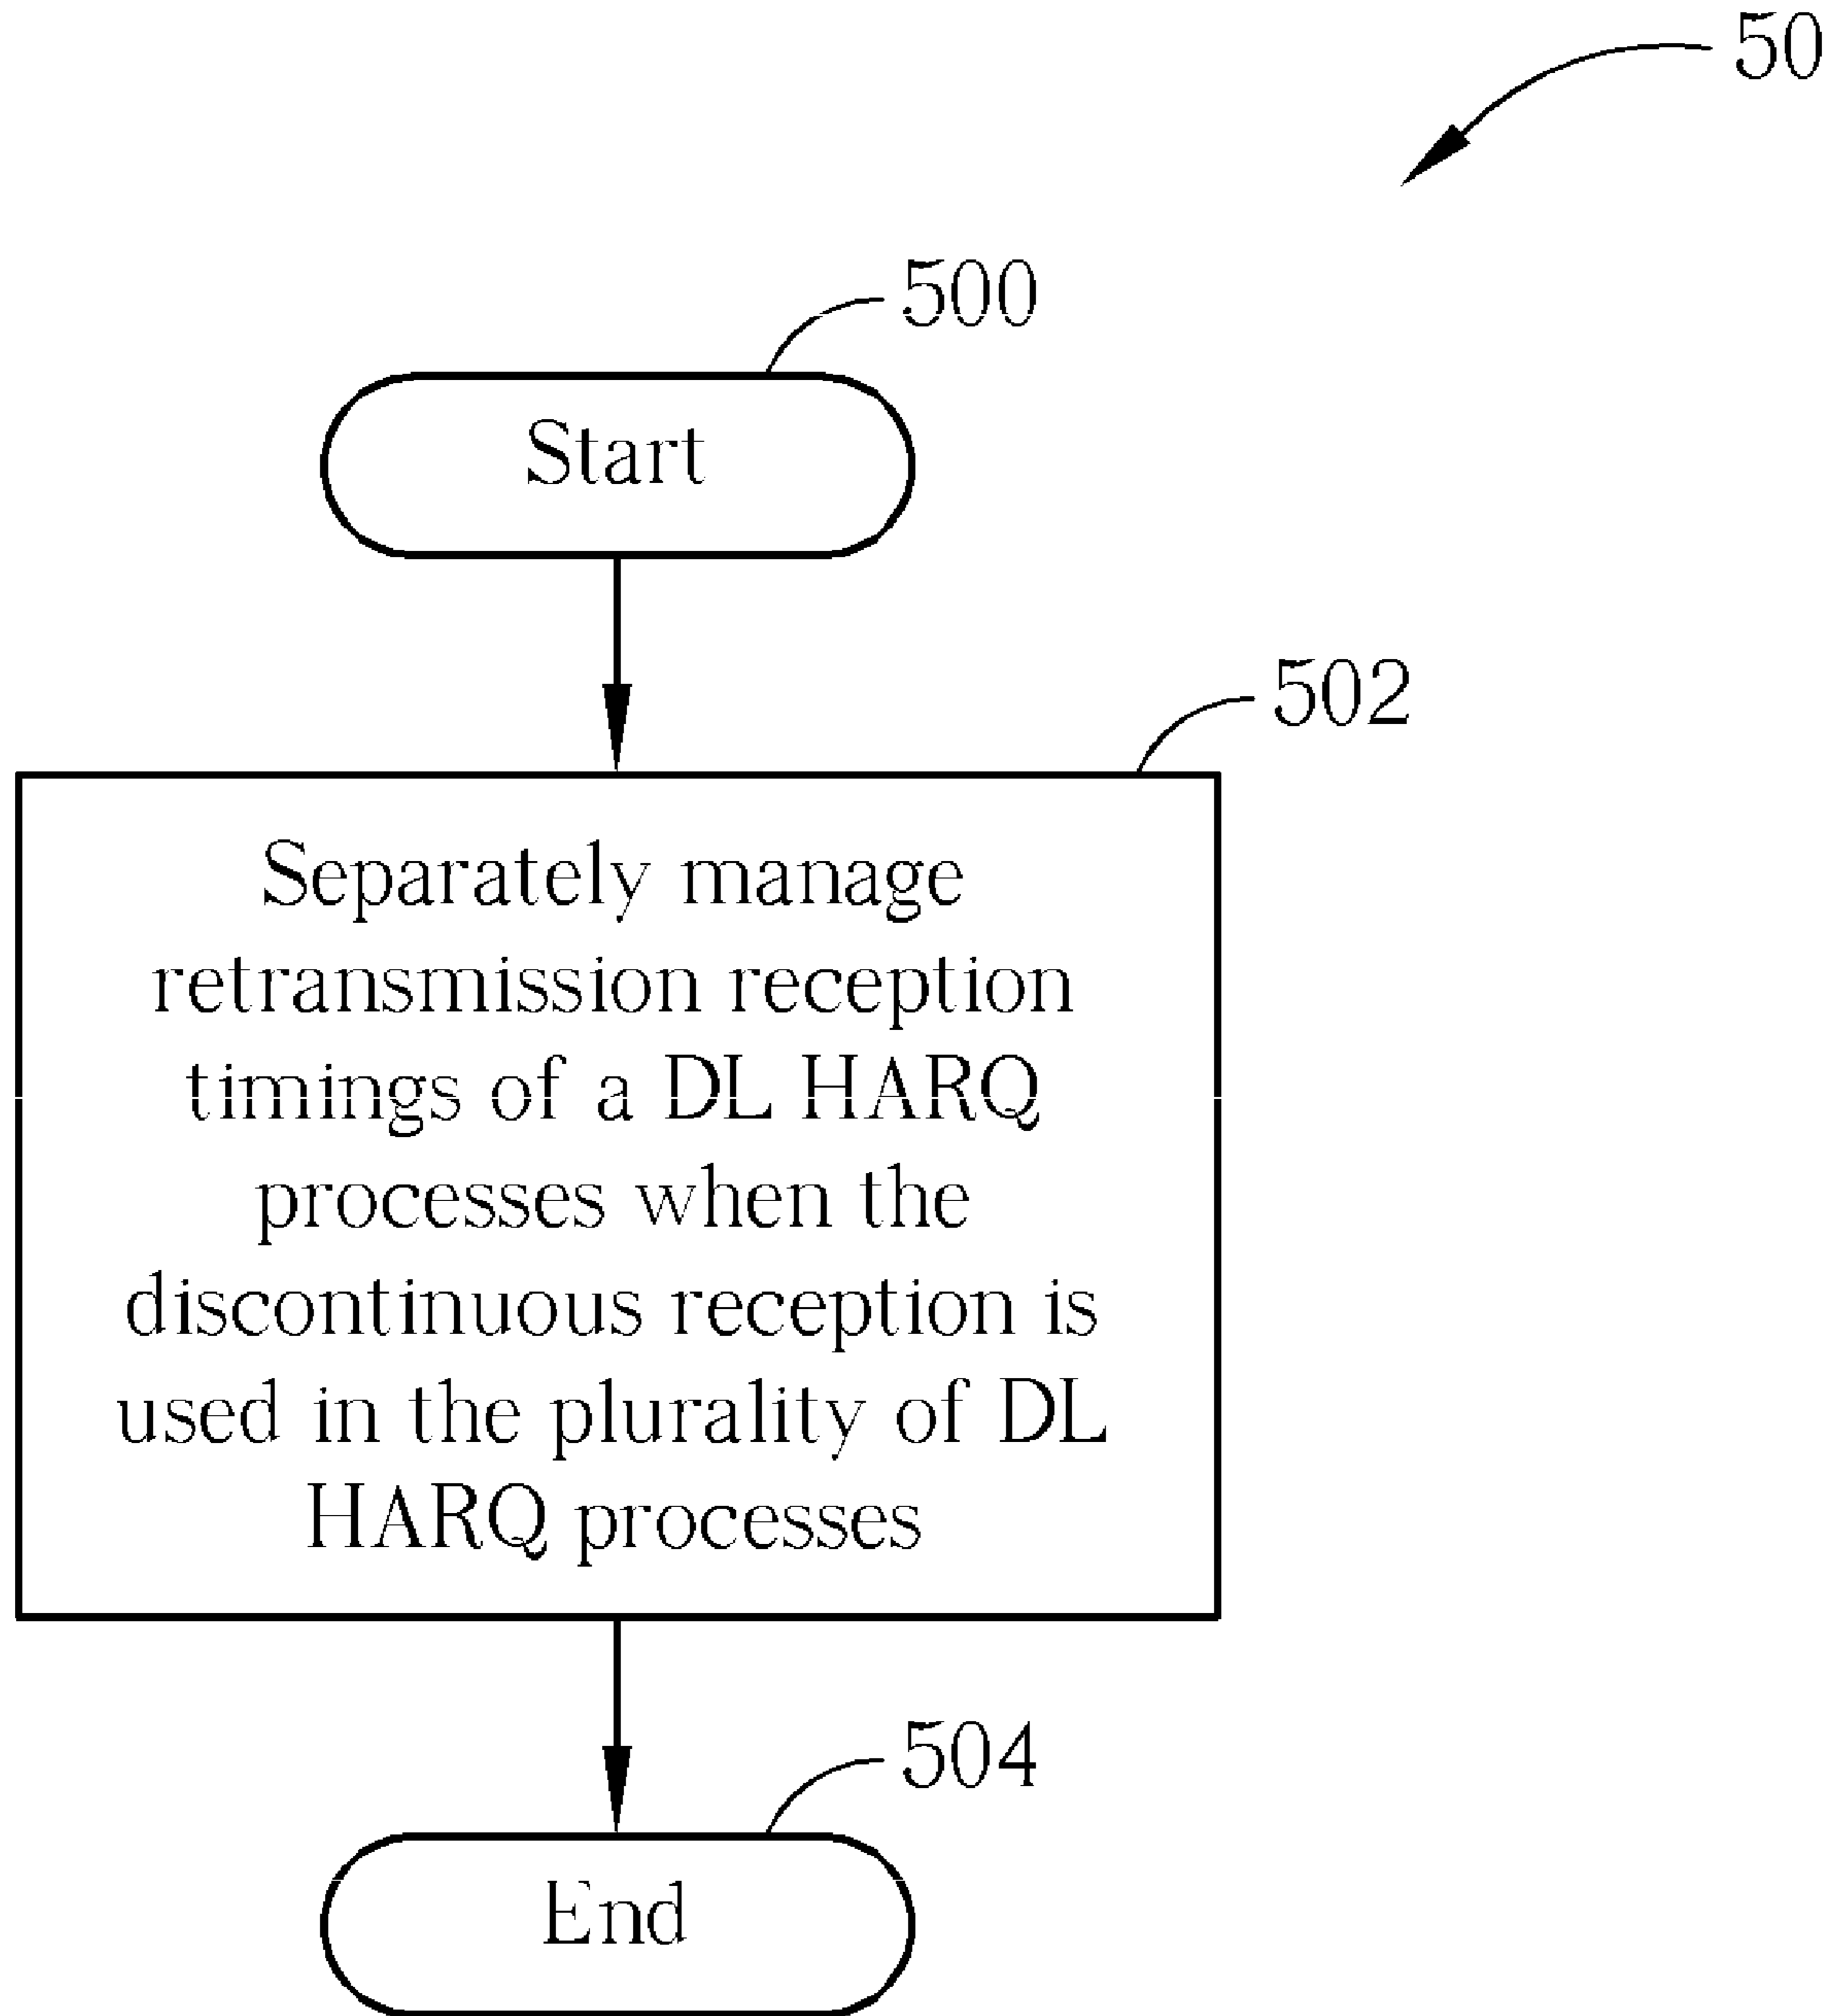 50
500
Start
502
Separately manage
retransmission reception
timings of a DL HARQ
processes when the
discontinuous reception is
used in the plurality of DL
HARQ processes
504
End